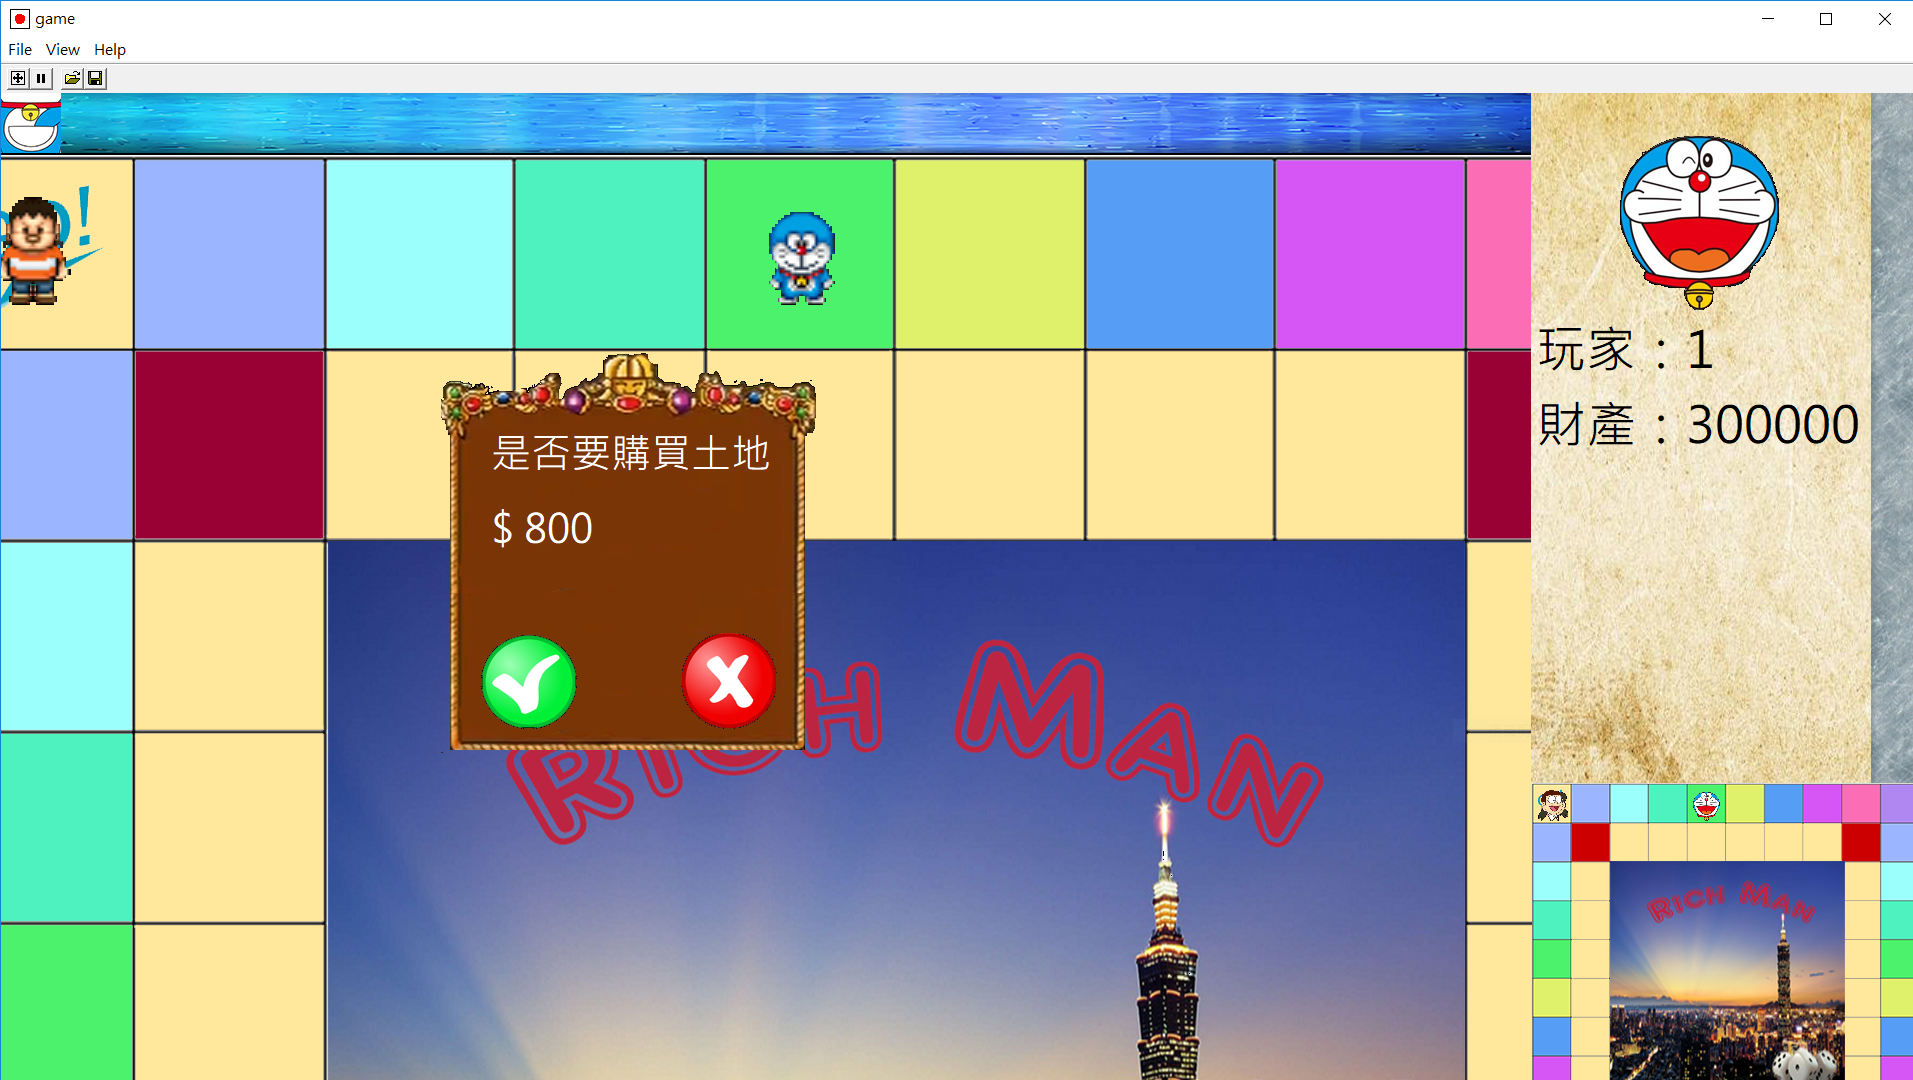 game
File View Help
玩家：1
財產：300000
是否要購買土地
$ 800
RICH MAN
RICH MAN